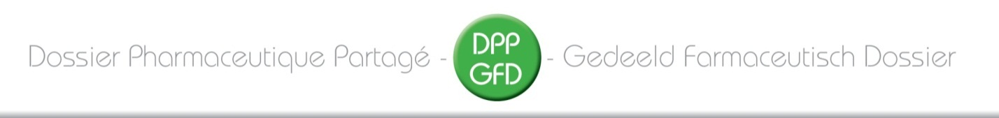 Dossier Pharmaceutique Partagé - DPP GFD - Gedeeld Farmaceutisch Dossier